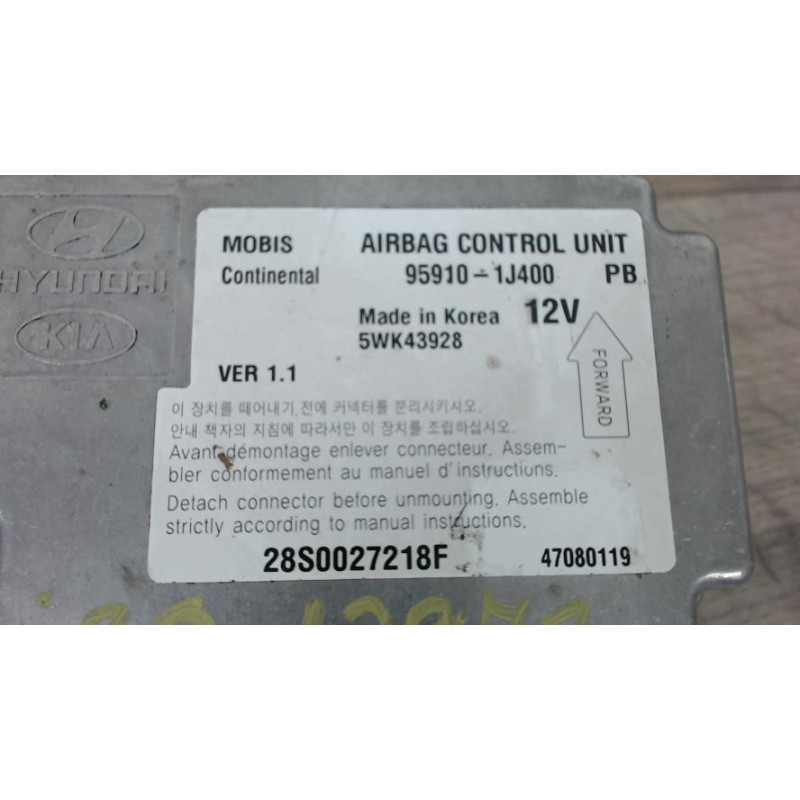 HYUNDAI
KIA
MOBIS AIRBAG CONTROL UNIT
Continental 95910-1J400 PB
Made in Korea 12V
5WK43928
VER 1.1
FORWARD
이 장치를 떼어내기 전에 커넥터를 분리시키시오.
안내 책자의 지침에 따라서만 이 장치를 조립하십시오.
Avant démontage enlever connecteur. Assem-
bler conformement au manuel d'instructions.
Detach connector before unmounting. Assemble
strictly according to manual instructions.
28S0027218F 47080119